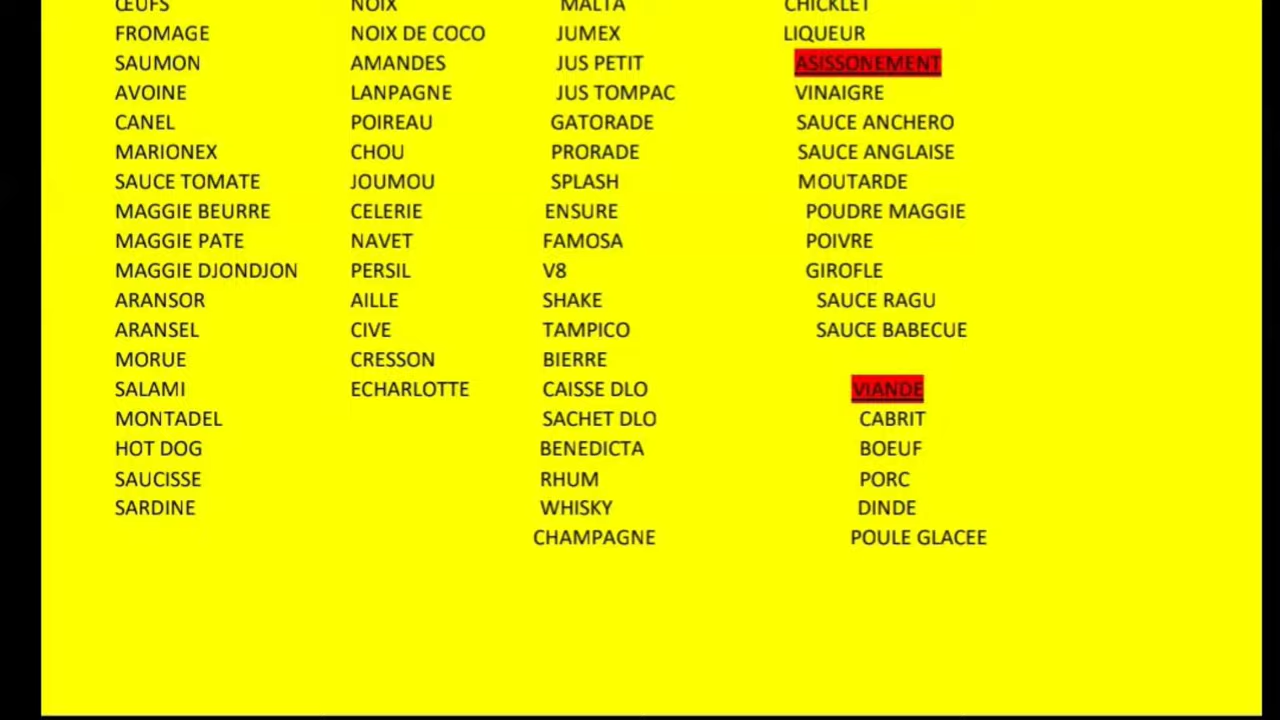 ŒUFS NOIX MALTA CHICKLET
FROMAGE NOIX DE COCO JUMEX LIQUEUR
SAUMON AMANDES JUS PETIT ASISSONEMENT
AVOINE LANPAGNE JUS TOMPAC VINAIGRE
CANEL POIREAU GATORADE SAUCE ANCHERO
MARIONEX CHOU PRORADE SAUCE ANGLAISE
SAUCE TOMATE JOUMOU SPLASH MOUTARDE
MAGGIE BEURRE CELERIE ENSURE POUDRE MAGGIE
MAGGIE PATE NAVET FAMOSA POIVRE
MAGGIE DJONDJON PERSIL V8 GIROFLE
ARANSOR AILLE SHAKE SAUCE RAGU
ARANSEL CIVE TAMPICO SAUCE BABECUE
MORUE CRESSON BIERRE
SALAMI ECHARLOTTE CAISSE DLO VIANDE
MONTADEL SACHET DLO CABRIT
HOT DOG BENEDICTA BOEUF
SAUCISSE RHUM PORC
SARDINE WHISKY DINDE
CHAMPAGNE POULE GLACEE